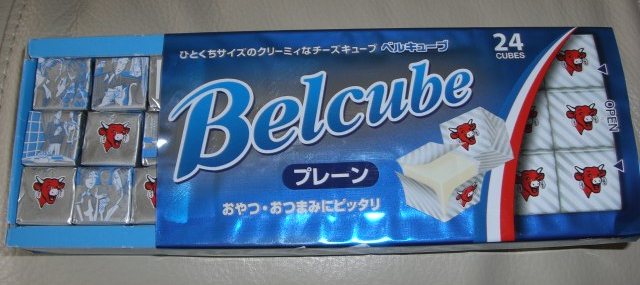 ひとくちサイズのクリーミィなチーズキューブ ベルキューブ
24
CUBES
Belcube
プレーン
おやつ・おつまみにピッタリ
OPEN